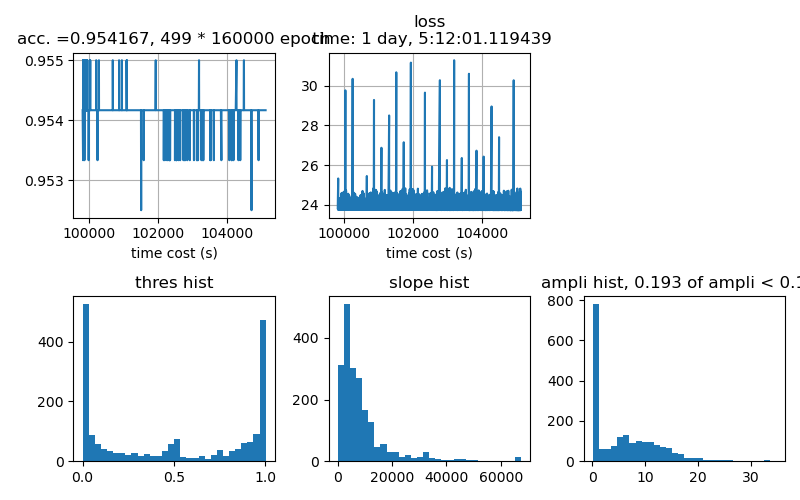 loss
acc. =0.954167, 499 * 160000 epoch
time: 1 day, 5:12:01.119439
0.955
0.954
0.953
100000 102000 104000
time cost (s)
30
28
26
24
100000 102000 104000
time cost (s)
thres hist
400
200
0
0.0 0.5 1.0
slope hist
400
200
0
0 20000 40000 60000
ampli hist, 0.193 of ampli < 0.1
800
600
400
200
0
0 10 20 30